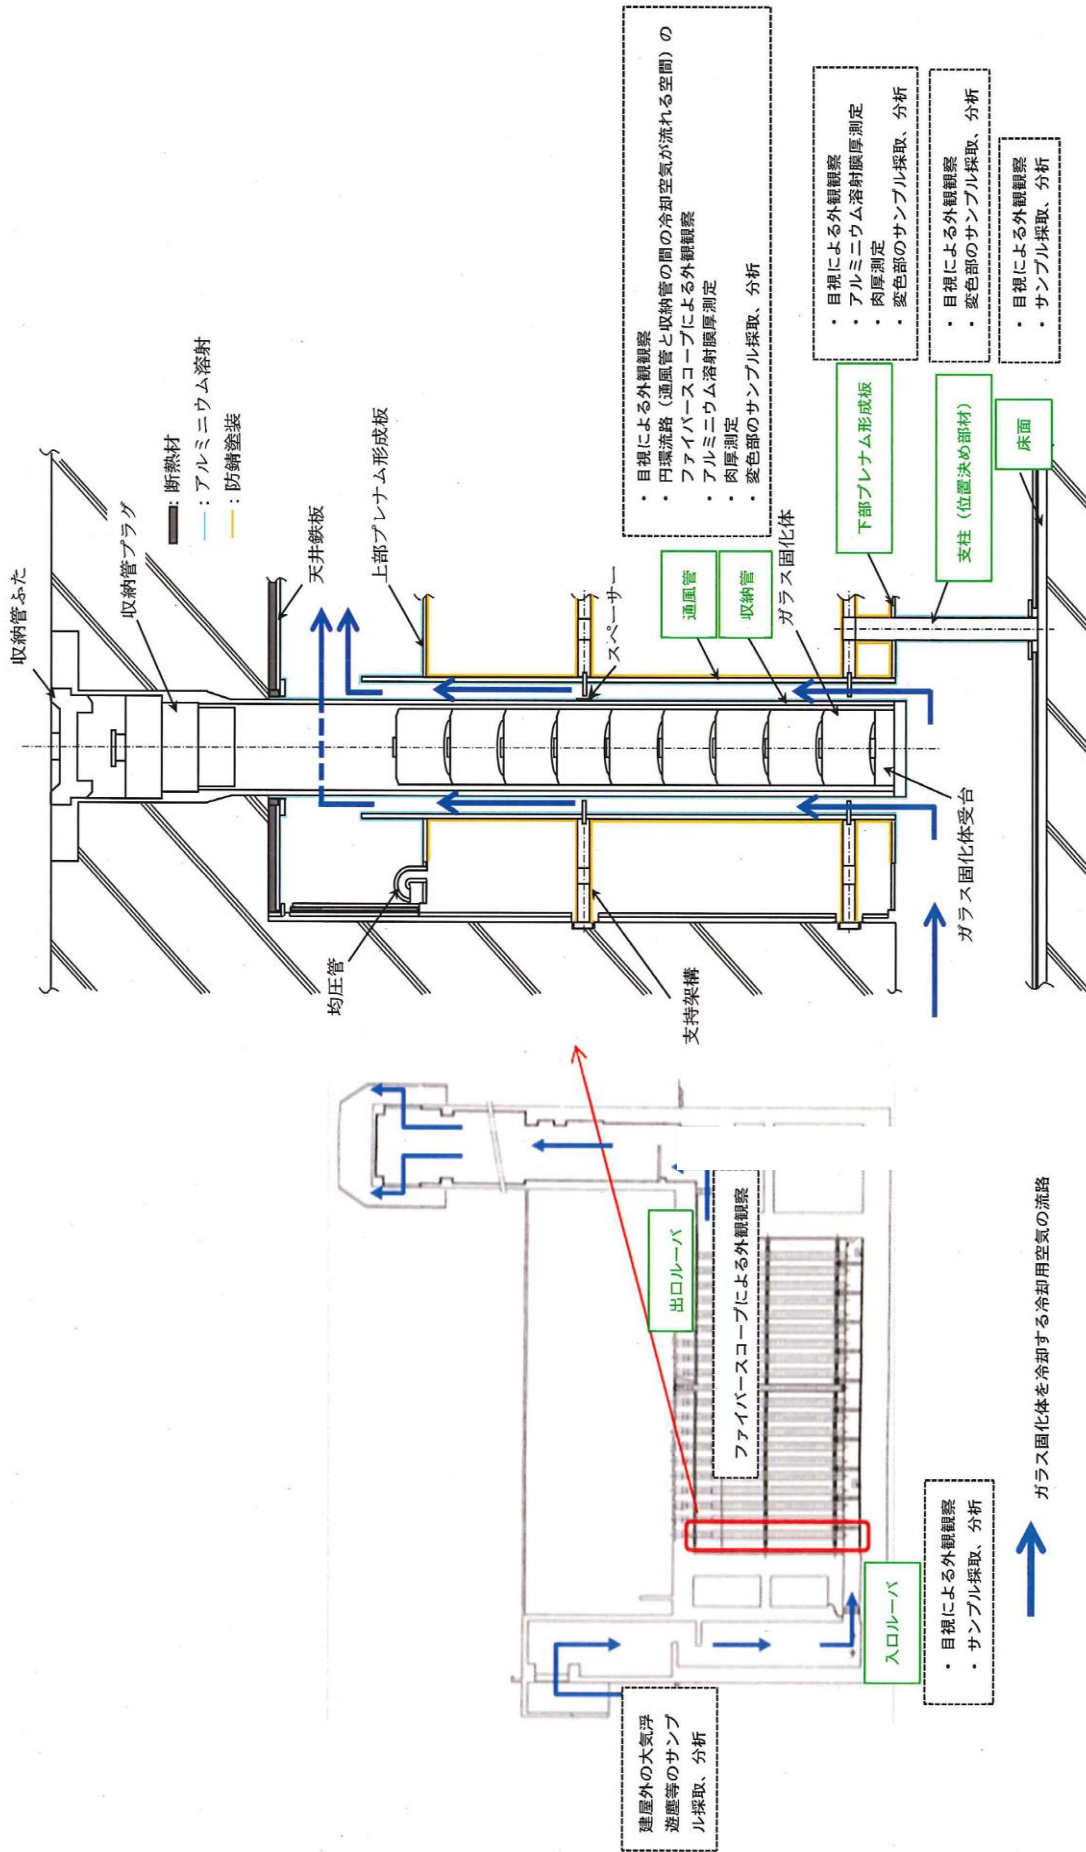 収納管ふた
収納管プラグ
：断熱材
：アルミニウム溶射
：防錆塗装
天井鉄板
上部プレナム形成板
スペーサー
通風管
収納管
ガラス固化体
・ 目視による外観観察
・ 円環流路（通風管と収納管の間の冷却空気が流れる空間）の
ファイバースコープによる外観観察
・ アルミニウム溶射膜厚測定
・ 肉厚測定
・ 変色部のサンプル採取、分析
下部プレナム形成板
・ 目視による外観観察
・ アルミニウム溶射膜厚測定
・ 肉厚測定
・ 変色部のサンプル採取、分析
支柱（位置決め部材）
・ 目視による外観観察
・ 変色部のサンプル採取、分析
床面
・ 目視による外観観察
・ サンプル採取、分析
均圧管
支持架構
ガラス固化体受台
出口ルーバ
ファイバースコープによる外観観察
入口ルーバ
・ 目視による外観観察
・ サンプル採取、分析
建屋外の大気浮
遊塵等のサンプ
ル採取、分析
ガラス固化体を冷却する冷却用空気の流路